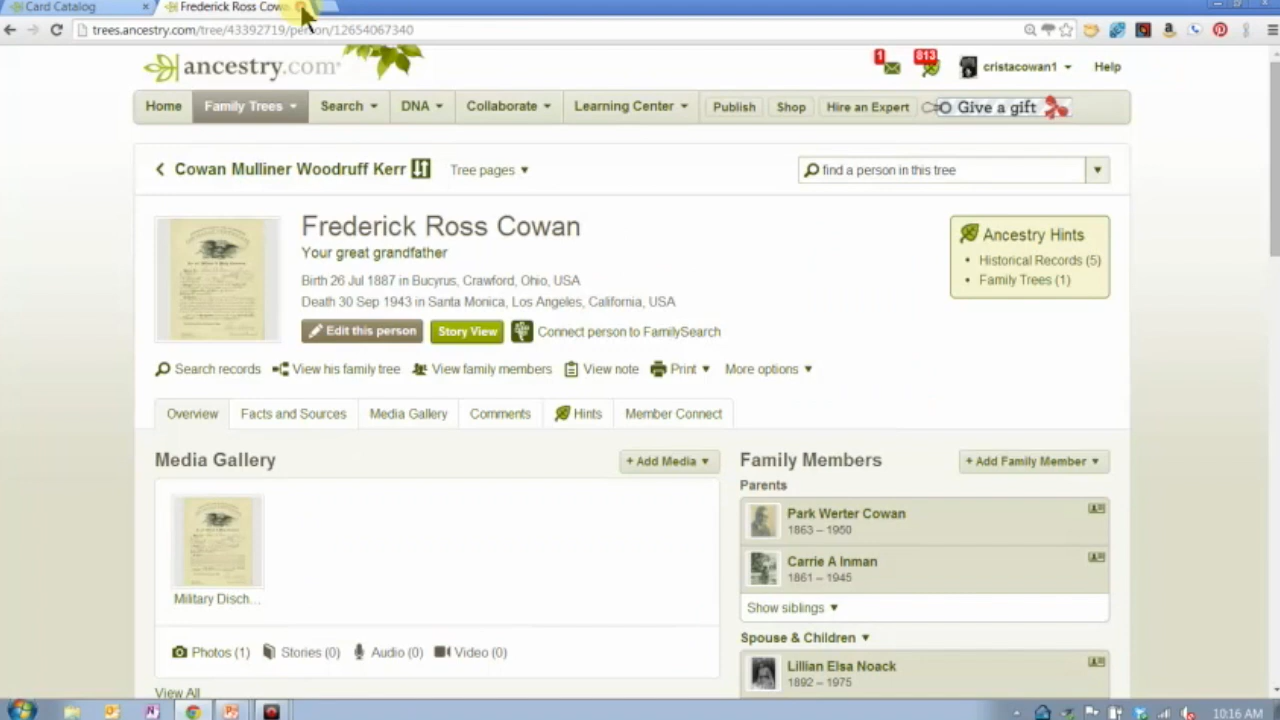 Card Catalog
Frederick Ross Cowa
trees.ancestry.com/tree/43392719/person/12654067340
ancestry.com
1
813
cristacowan1
Help
Home Family Trees Search DNA Collaborate Learning Center Publish Shop Hire an Expert Give a gift
Cowan Mulliner Woodruff Kerr Tree pages
find a person in this tree
Frederick Ross Cowan
Your great grandfather
Birth 26 Jul 1887 in Bucyrus, Crawford, Ohio, USA
Death 30 Sep 1943 in Santa Monica, Los Angeles, California, USA
Ancestry Hints
• Historical Records (5)
• Family Trees (1)
Edit this person Story View Connect person to FamilySearch
Search records View his family tree View family members View note Print More options
Overview Facts and Sources Media Gallery Comments Hints Member Connect
Media Gallery
+ Add Media
Military Disch...
Photos (1) Stories (0) Audio (0) Video (0)
View All
Family Members
+ Add Family Member
Parents
Park Werter Cowan
1863 – 1950
Carrie A Inman
1861 – 1945
Show siblings
Spouse & Children
Lillian Elsa Noack
1892 – 1975
10:16 AM